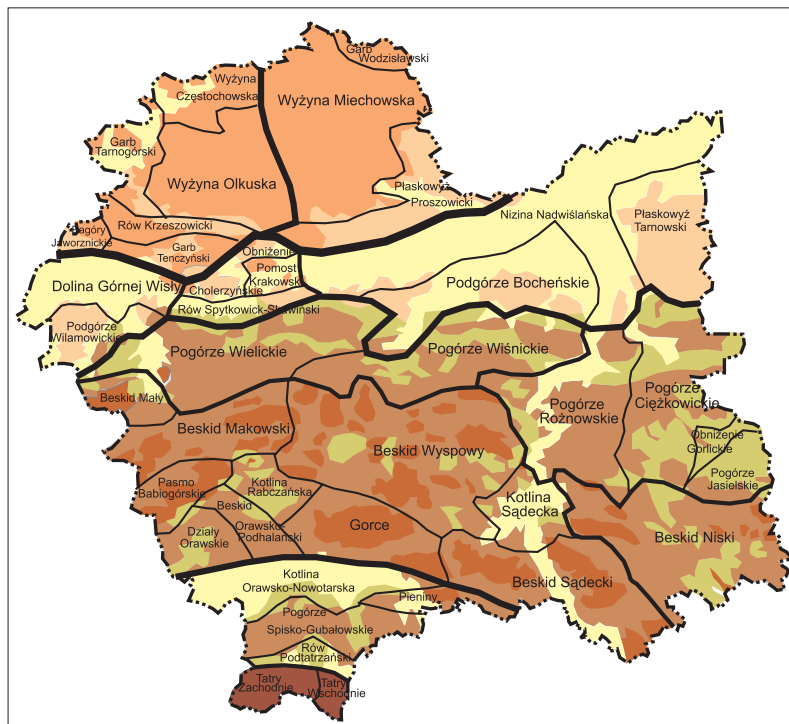 Garb
Wodzisławski
Wyżyna
Częstochowska
Wyżyna Miechowska
Garb
Tarnogórski
Wyżyna Olkuska
Płaskowyż
Proszowicki
Nizina Nadwiślańska
Płaskowyż
Tarnowski
Rów Krzeszowicki
Pagóry
Jaworznickie
Garb
Tenczyński
Obniżenie
Pomost
Krakowski
Cholerzyńskie
Dolina Górnej Wisły
Podgórze Bocheńskie
Rów Spytkowick-Skawiński
Podgórze
Wilamowickie
Pogórze Wielickie
Pogórze Wiśnickie
Pogórze
Ciężkowickie
Pogórze
Rożnowskie
Beskid Mały
Beskid Makowski
Beskid Wyspowy
Obniżenie
Gorlickie
Pogórze
Jasielskie
Pasmo
Babiogórskie
Kotlina
Rabczańska
Beskid
Orawsko-
Podhalański
Kotlina
Sądecka
Gorce
Działy
Orawskie
Beskid Niski
Beskid Sądecki
Kotlina
Orawsko-Nowotarska
Pieniny
Pogórze
Spisko-Gubałowskie
Rów
Podtatrzański
Tatry
Zachodnie
Tatry
Wschodnie